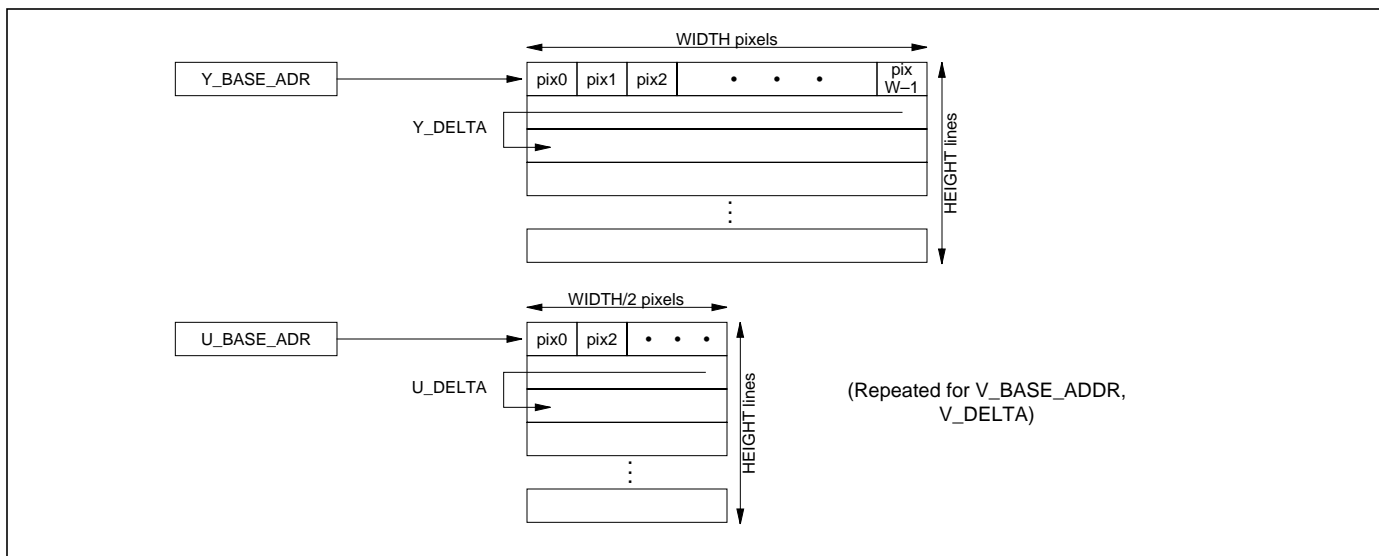 WIDTH pixels
Y_BASE_ADR
pix0 pix1 pix2 • • • pix
W–1
Y_DELTA
HEIGHT lines
WIDTH/2 pixels
U_BASE_ADR
pix0 pix2 • • •
U_DELTA
HEIGHT lines
(Repeated for V_BASE_ADDR,
V_DELTA)